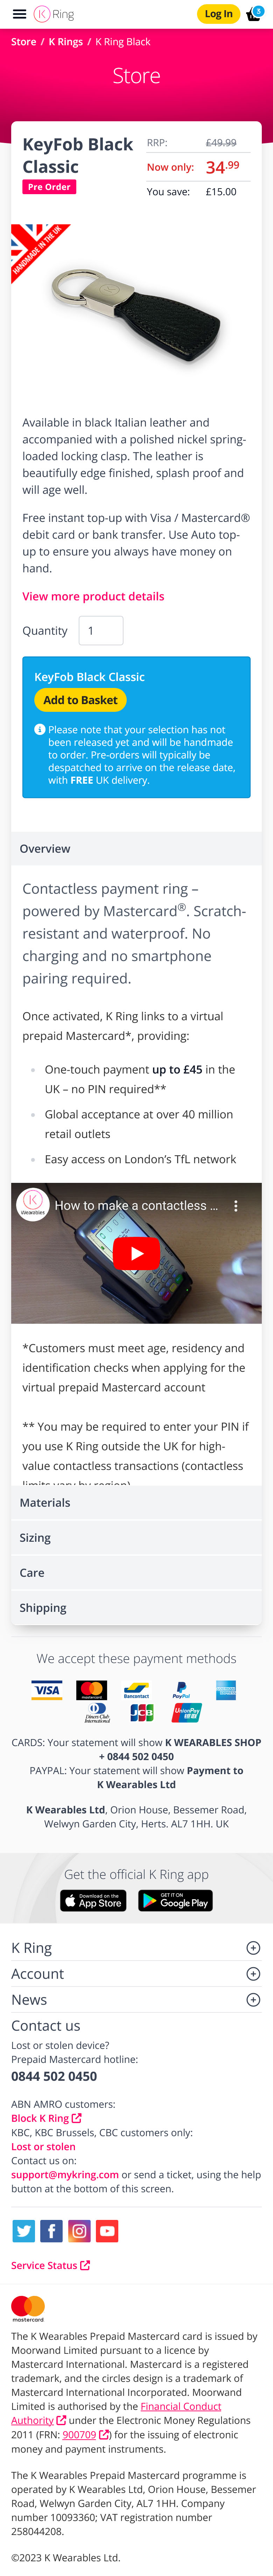 K Ring
Log In
3
Store / K Rings / K Ring Black
Store
KeyFob Black
Classic
Pre Order
RRP: £49.99
Now only: 34.99
You save: £15.00
HANDMADE IN THE UK
Available in black Italian leather and
accompanied with a polished nickel spring-
loaded locking clasp. The leather is
beautifully edge finished, splash proof and
will age well.
Free instant top-up with Visa / Mastercard®
debit card or bank transfer. Use Auto top-
up to ensure you always have money on
hand.
View more product details
Quantity 1
KeyFob Black Classic
Add to Basket
Please note that your selection has not
been released yet and will be handmade
to order. Pre-orders will typically be
despatched to arrive on the release date,
with FREE UK delivery.
Overview
Contactless payment ring –
powered by Mastercard®. Scratch-
resistant and waterproof. No
charging and no smartphone
pairing required.
Once activated, K Ring links to a virtual
prepaid Mastercard*, providing:
One-touch payment up to £45 in the
UK – no PIN required**
Global acceptance at over 40 million
retail outlets
Easy access on London's TfL network
K
Wearables
How to make a contactless ...
*Customers must meet age, residency and
identification checks when applying for the
virtual prepaid Mastercard account
** You may be required to enter your PIN if
you use K Ring outside the UK for high-
value contactless transactions (contactless
limits vary by region)
Materials
Sizing
Care
Shipping
We accept these payment methods
VISA mastercard Bancontact PayPal
Diners Club International JCB UnionPay
CARDS: Your statement will show K WEARABLES SHOP
+ 0844 502 0450
PAYPAL: Your statement will show Payment to
K Wearables Ltd
K Wearables Ltd, Orion House, Bessemer Road,
Welwyn Garden City, Herts. AL7 1HH. UK
Get the official K Ring app
Download on the App Store
GET IT ON Google Play
K Ring
Account
News
Contact us
Lost or stolen device?
Prepaid Mastercard hotline:
0844 502 0450
ABN AMRO customers:
Block K Ring
KBC, KBC Brussels, CBC customers only:
Lost or stolen
Contact us on:
support@mykring.com or send a ticket, using the help
button at the bottom of this screen.
Service Status
mastercard
The K Wearables Prepaid Mastercard card is issued by
Moorwand Limited pursuant to a licence by
Mastercard International. Mastercard is a registered
trademark, and the circles design is a trademark of
Mastercard International Incorporated. Moorwand
Limited is authorised by the Financial Conduct
Authority under the Electronic Money Regulations
2011 (FRN: 900709) for the issuing of electronic
money and payment instruments.
The K Wearables Prepaid Mastercard programme is
operated by K Wearables Ltd, Orion House, Bessemer
Road, Welwyn Garden City, AL7 1HH. Company
number 10093360; VAT registration number
258044208.
©2023 K Wearables Ltd.